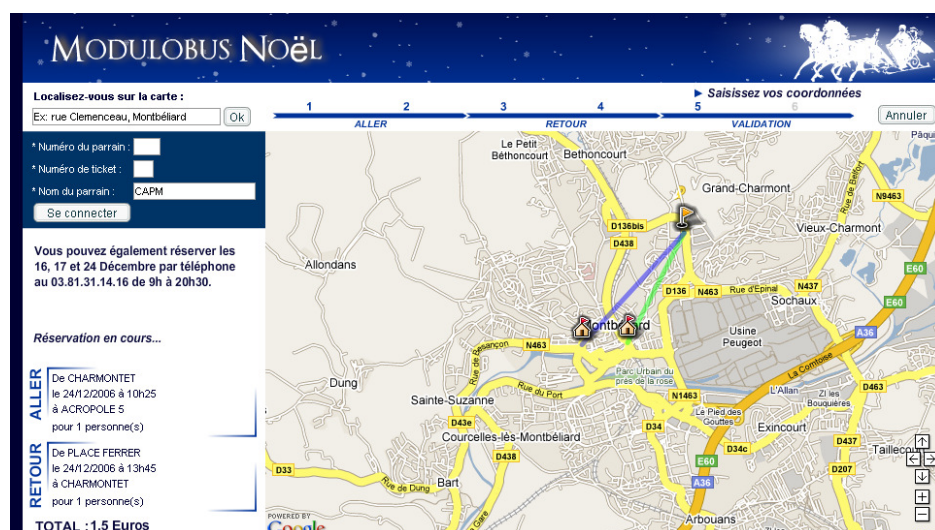 MODULOBUS NOËL
Localisez-vous sur la carte :
Ex: rue Clemenceau, Montbéliard
Ok
* Numéro du parrain :
* Numéro de ticket :
* Nom du parrain : CAPM
Se connecter
Vous pouvez également réserver les
16, 17 et 24 Décembre par téléphone
au 03.81.31.14.16 de 9h à 20h30.
Réservation en cours...
ALLER
De CHARMONTET
le 24/12/2006 à 10h25
à ACROPOLE 5
pour 1 personne(s)
RETOUR
De PLACE FERRER
le 24/12/2006 à 13h45
à CHARMONTET
pour 1 personne(s)
TOTAL : 1.5 Euros
► Saisissez vos coordonnées
1 2 3 4 5 6
ALLER RETOUR VALIDATION
Annuler
Le Petit
Béthoncourt
Bethoncourt
Grand-Charmont
Rue de Belfort
N9463
D136bis
D438
Vieux-Charmont
Allondans
E60
D136
N463
Rue d'Epinal
N437
Sochaux
E60
Montbéliard
A36
Usine
Peugeot
Rue de Besançon
N463
La Comtoise
Parc Urbain du
près de la rose
Dung
Rue du Port
L'Allan
Zl les
Bouquières
D463
Sainte-Suzanne
N1463
Le Pied des
Gouttes
D43e
D34
Exincourt
Courcelles-lès-Montbéliard
D34c
D437
D438
E60
D207
D33
A36
Rue de Dung
Bart
Arbouans
POWERED BY
Google